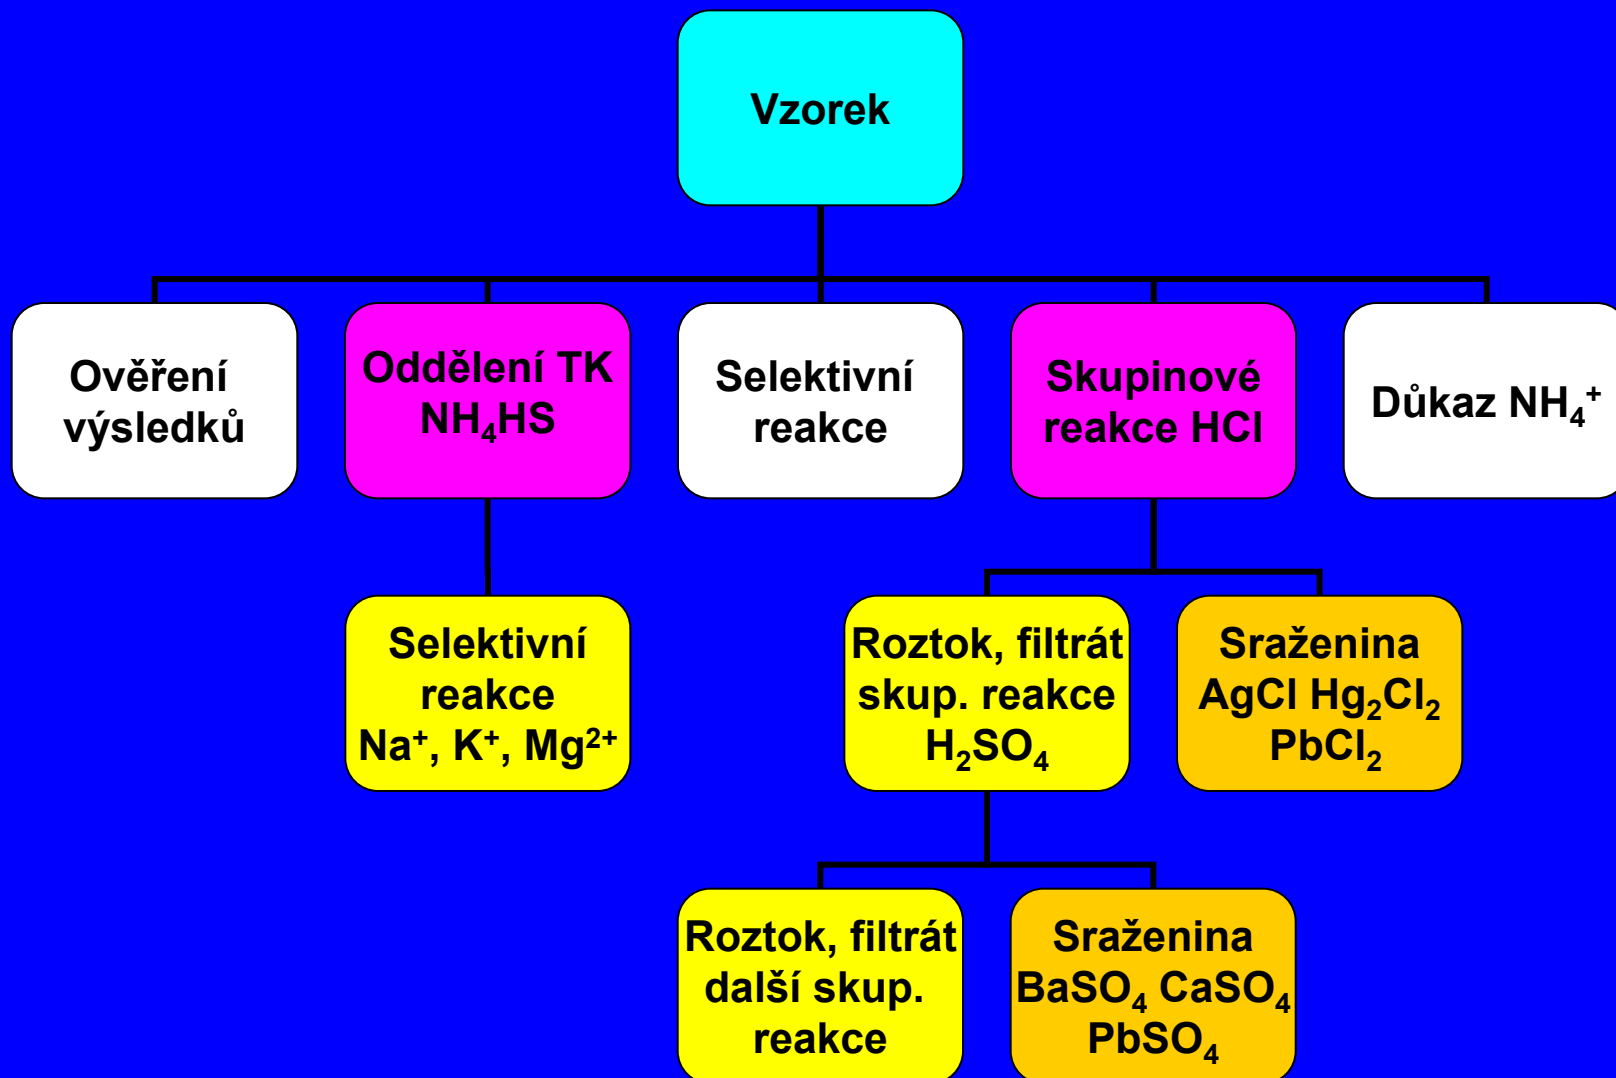 Vzorek
Ověření
výsledků
Oddělení TK
NH₄HS
Selektivní
reakce
Skupinové
reakce HCl
Důkaz NH₄⁺
Selektivní
reakce
Na⁺, K⁺, Mg²⁺
Roztok, filtrát
skup. reakce
H₂SO₄
Sraženina
AgCl Hg₂Cl₂
PbCl₂
Roztok, filtrát
další skup.
reakce
Sraženina
BaSO₄ CaSO₄
PbSO₄